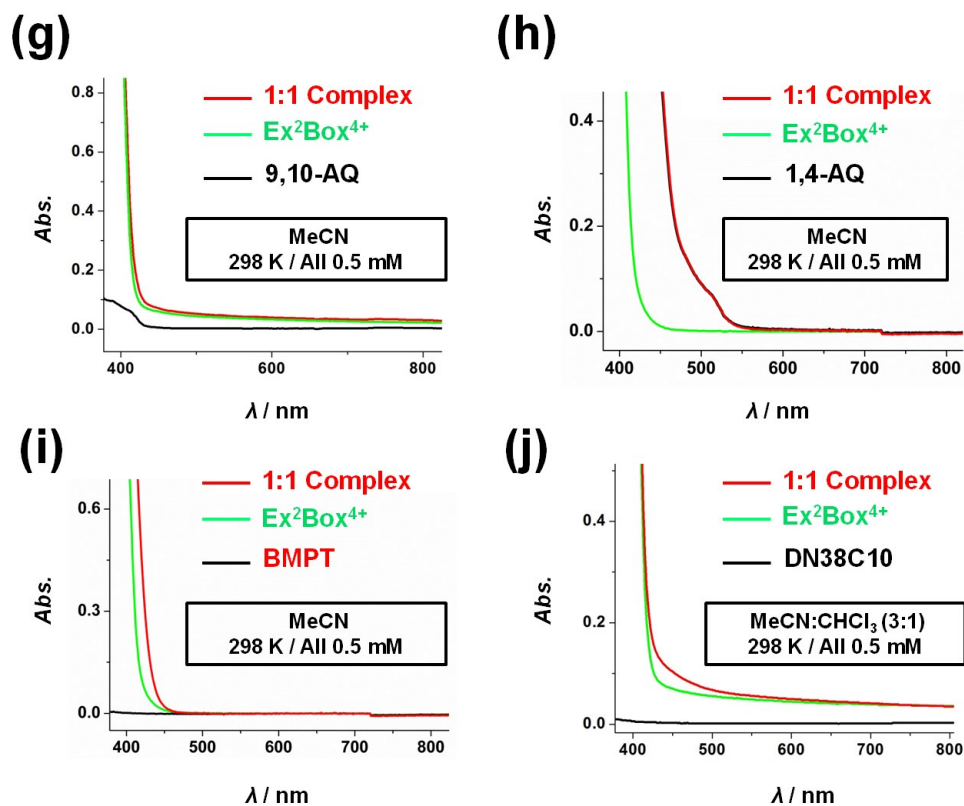 (g)
0.8
0.6
0.4
0.2
0.0
Abs.
1:1 Complex
Ex²Box⁴⁺
9,10-AQ
MeCN
298 K / All 0.5 mM
400 600 800
λ / nm
(h)
0.4
0.2
0.0
Abs.
1:1 Complex
Ex²Box⁴⁺
1,4-AQ
MeCN
298 K / All 0.5 mM
400 500 600 700 800
λ / nm
(i)
0.6
0.3
0.0
Abs.
1:1 Complex
Ex²Box⁴⁺
BMPT
MeCN
298 K / All 0.5 mM
400 500 600 700 800
λ / nm
(j)
0.4
0.2
0.0
Abs.
1:1 Complex
Ex²Box⁴⁺
DN38C10
MeCN:CHCl₃ (3:1)
298 K / All 0.5 mM
400 500 600 700 800
λ / nm